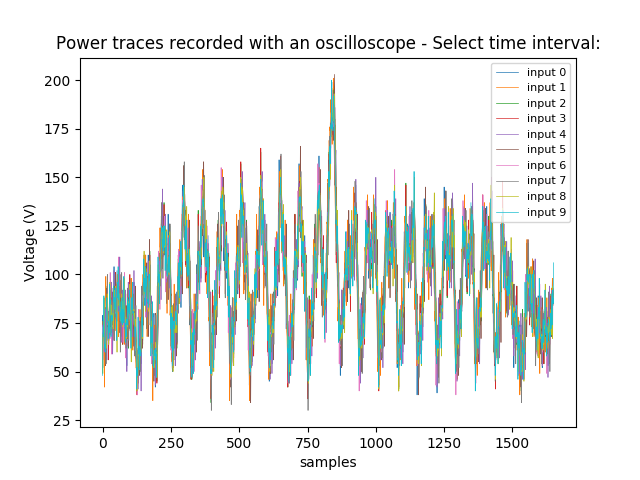 Power traces recorded with an oscilloscope - Select time interval:
200
175
150
125
100
75
50
25
Voltage (V)
0
250
500
750
1000
1250
1500
samples
input 0
input 1
input 2
input 3
input 4
input 5
input 6
input 7
input 8
input 9